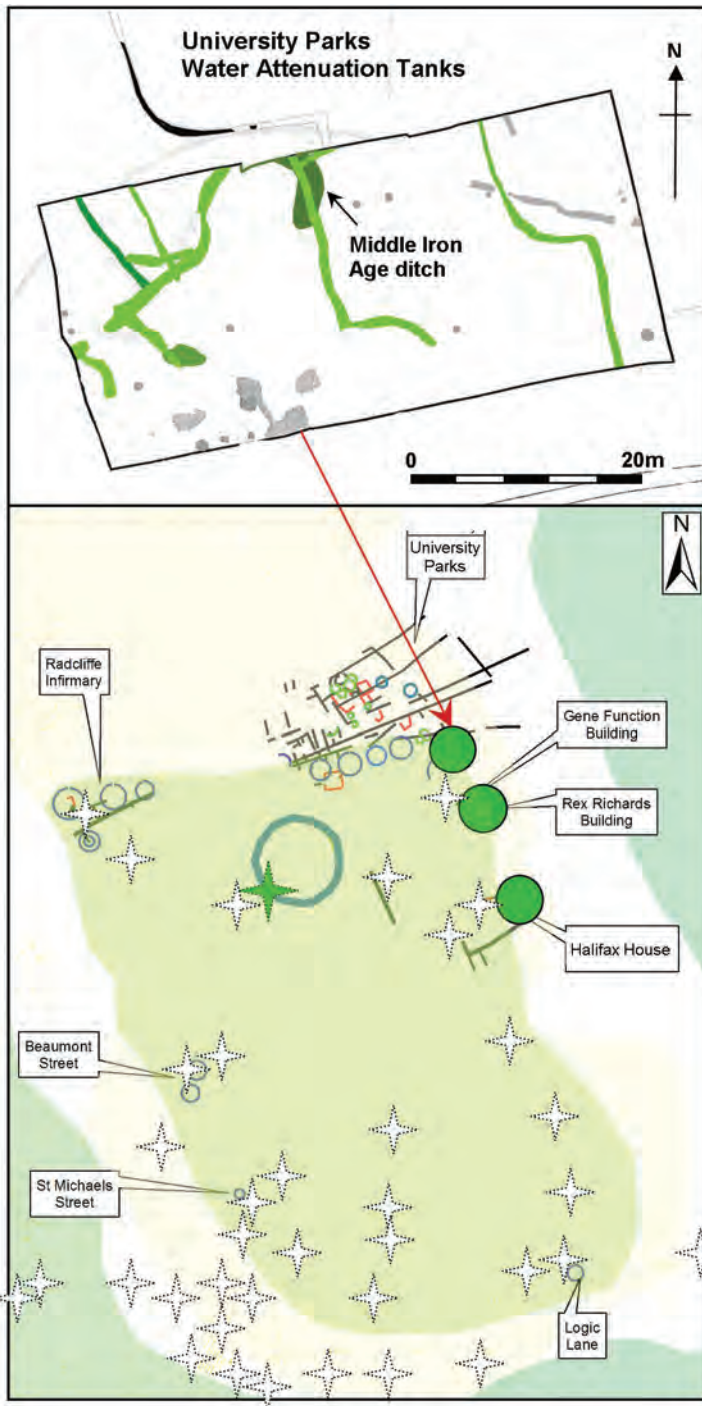 University Parks
Water Attenuation Tanks
N
Middle Iron
Age ditch
0 20m
N
University
Parks
Radcliffe
Infirmary
Gene Function
Building
Rex Richards
Building
Halifax House
Beaumont
Street
St Michaels
Street
Logic
Lane